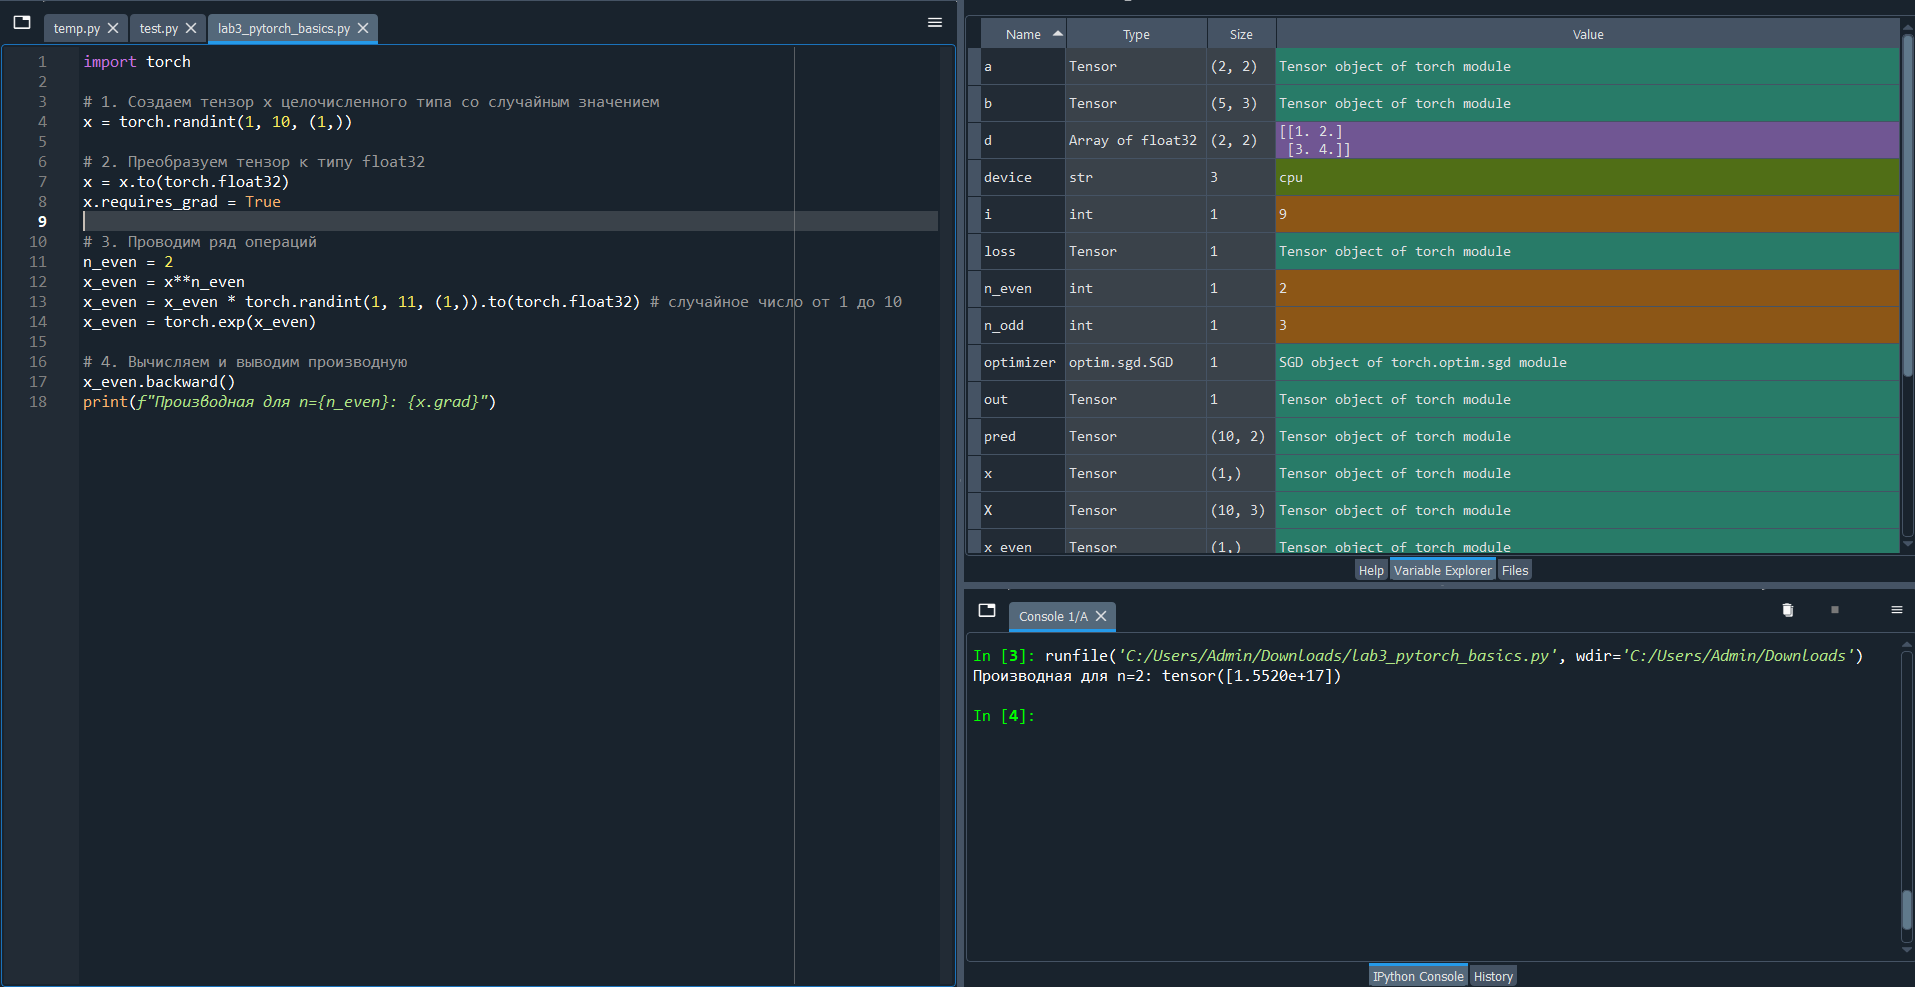 temp.py
test.py
lab3_pytorch_basics.py
1 import torch
2
3 # 1. Создаем тензор x целочисленного типа со случайным значением
4 x = torch.randint(1, 10, (1,))
5
6 # 2. Преобразуем тензор к типу float32
7 x = x.to(torch.float32)
8 x.requires_grad = True
9
10 # 3. Проводим ряд операций
11 n_even = 2
12 x_even = x**n_even
13 x_even = x_even * torch.randint(1, 11, (1,)).to(torch.float32) # случайное число от 1 до 10
14 x_even = torch.exp(x_even)
15
16 # 4. Вычисляем и выводим производную
17 x_even.backward()
18 print(f"Производная для n={n_even}: {x.grad}")
Name Type Size Value
a Tensor (2, 2) Tensor object of torch module
b Tensor (5, 3) Tensor object of torch module
d Array of float32 (2, 2) [[1. 2.]
[3. 4.]]
device str 3 cpu
i int 1 9
loss Tensor 1 Tensor object of torch module
n_even int 1 2
n_odd int 1 3
optimizer optim.sgd.SGD 1 SGD object of torch.optim.sgd module
out Tensor 1 Tensor object of torch module
pred Tensor (10, 2) Tensor object of torch module
x Tensor (1,) Tensor object of torch module
X Tensor (10, 3) Tensor object of torch module
x_even Tensor (1,) Tensor object of torch module
Help Variable Explorer Files
Console 1/A
In [3]: runfile('C:/Users/Admin/Downloads/lab3_pytorch_basics.py', wdir='C:/Users/Admin/Downloads')
Производная для n=2: tensor([1.5520e+17])
In [4]:
IPython Console History